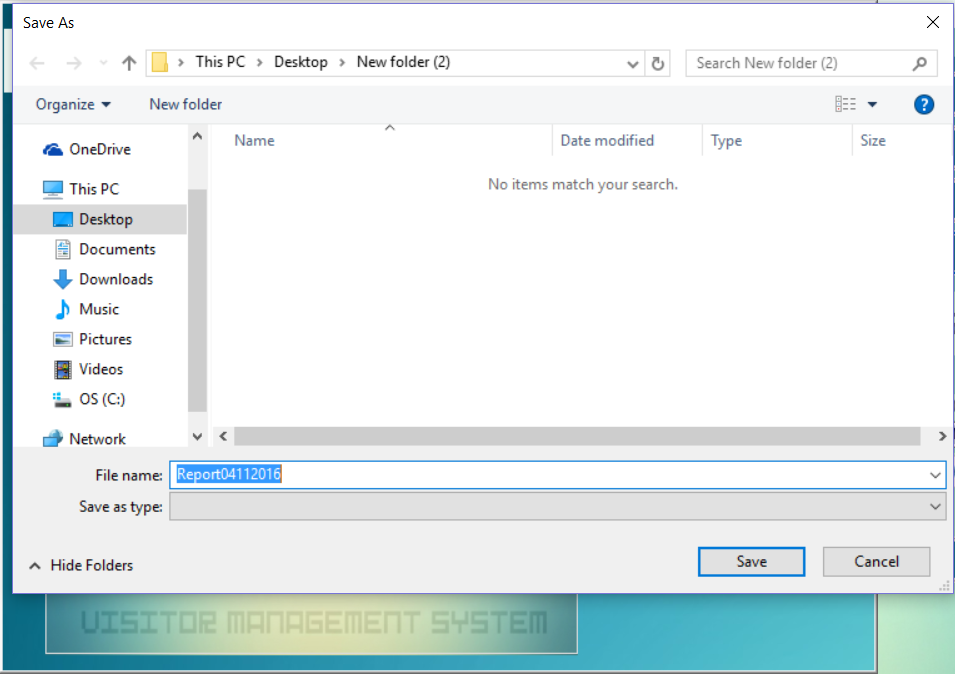 Save As
This PC > Desktop > New folder (2)
Search New folder (2)
Organize
New folder
?
Name
Date modified
Type
Size
No items match your search.
OneDrive
This PC
Desktop
Documents
Downloads
Music
Pictures
Videos
OS (C:)
Network
File name: Report04112016
Save as type:
Hide Folders
Save
Cancel
VISITOR MANAGEMENT SYSTEM